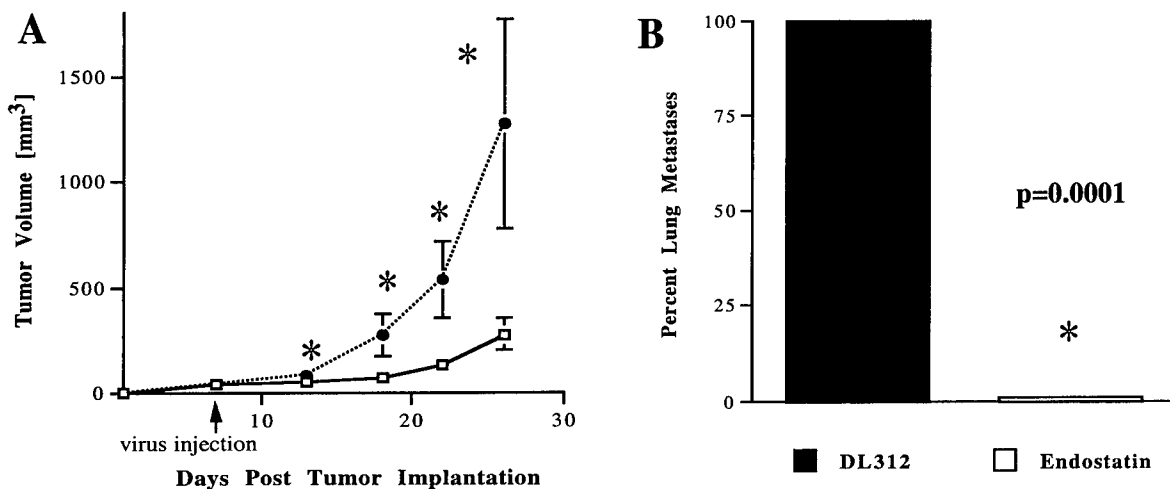 A
Tumor Volume [mm³]
1500
1000
500
0
10
20
30
*
*
*
*
virus injection
Days Post Tumor Implantation
B
Percent Lung Metastases
100
75
50
25
0
p=0.0001
*
DL312
Endostatin